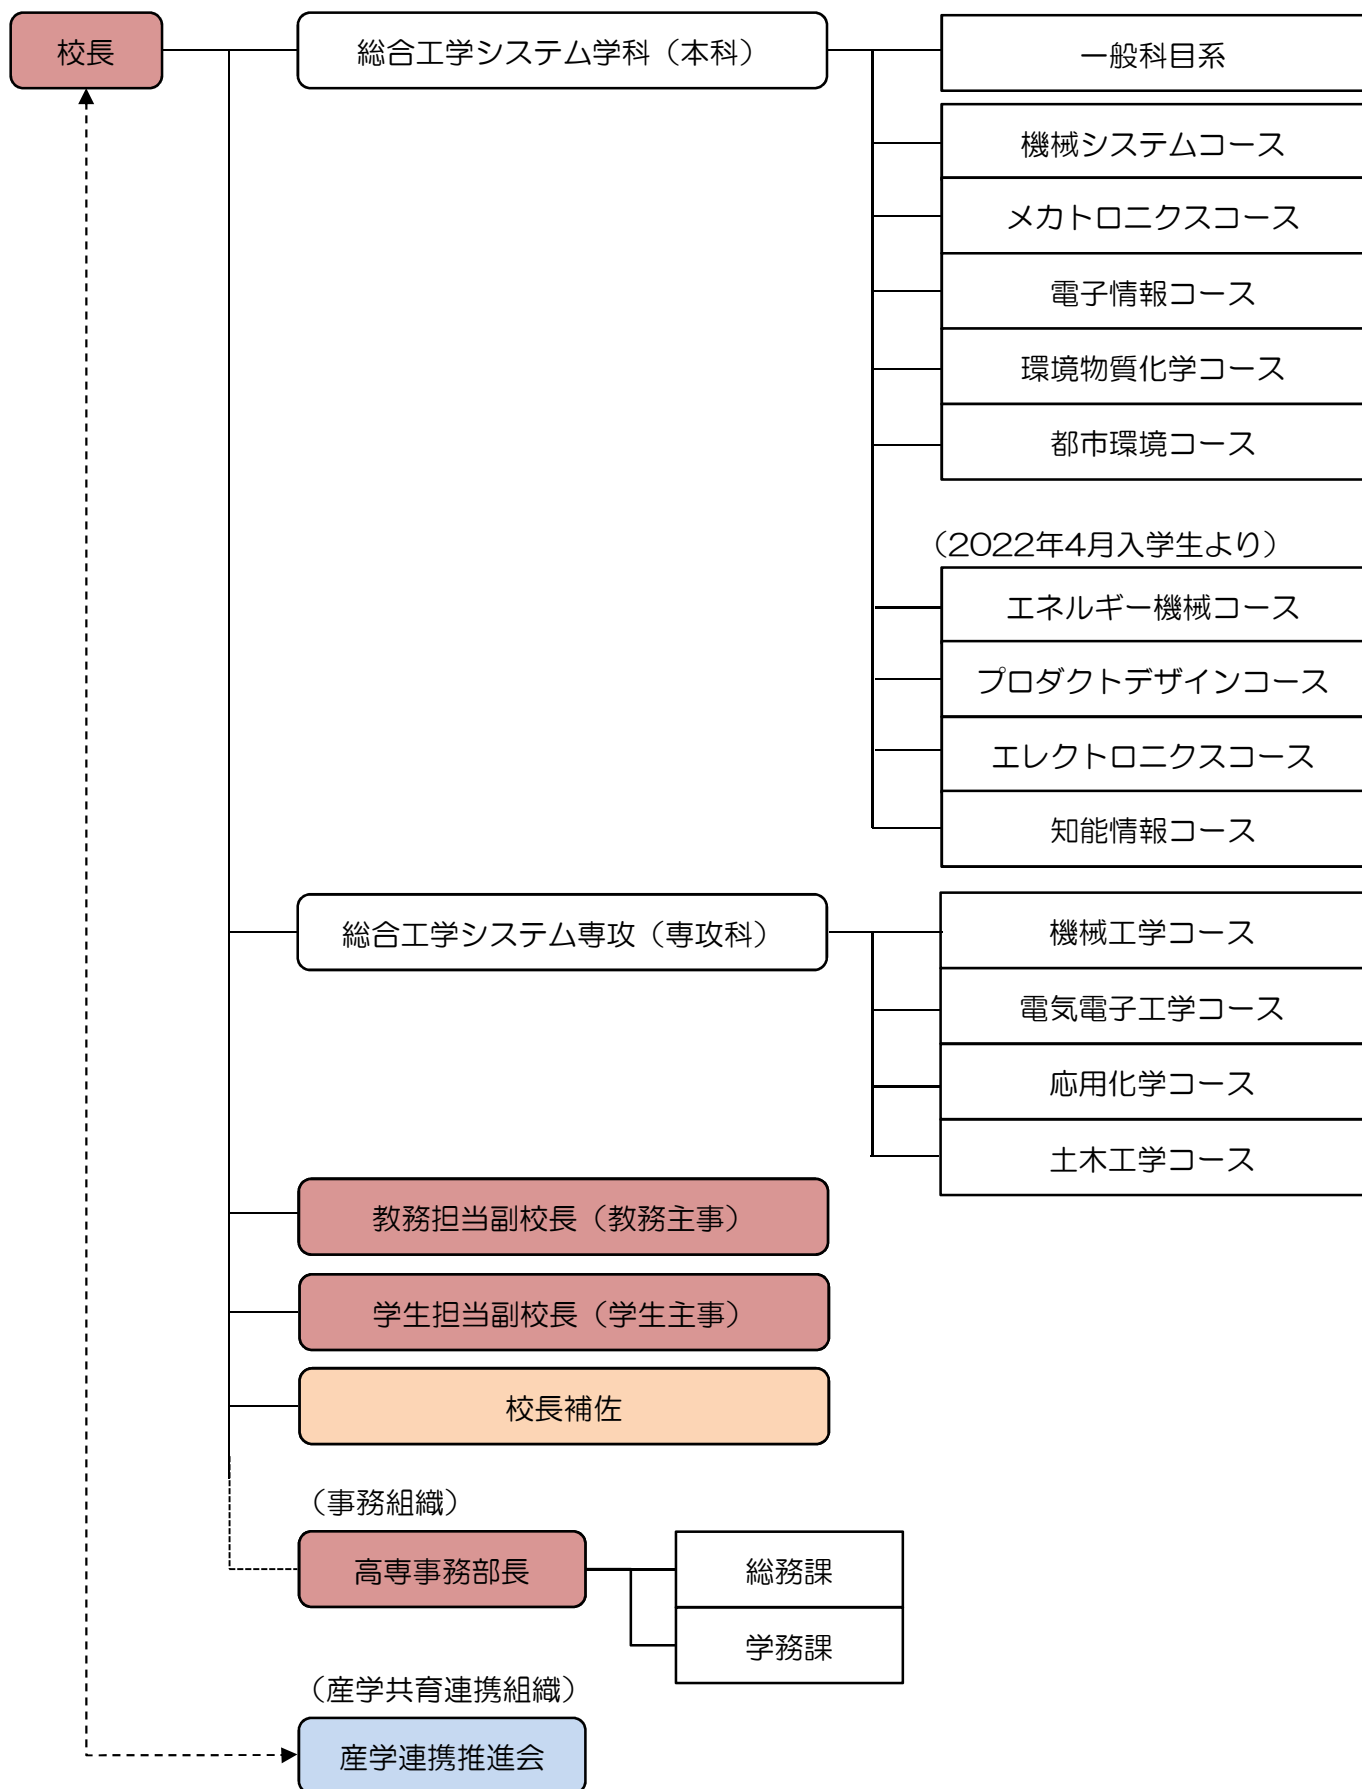 校長
総合工学システム学科（本科）
一般科目系
機械システムコース
メカトロニクスコース
電子情報コース
環境物質化学コース
都市環境コース
（2022年4月入学生より）
エネルギー機械コース
プロダクトデザインコース
エレクトロニクスコース
知能情報コース
総合工学システム専攻（専攻科）
機械工学コース
電気電子工学コース
応用化学コース
土木工学コース
教務担当副校長（教務主事）
学生担当副校長（学生主事）
校長補佐
（事務組織）
高専事務部長
総務課
学務課
（産学共育連携組織）
産学連携推進会